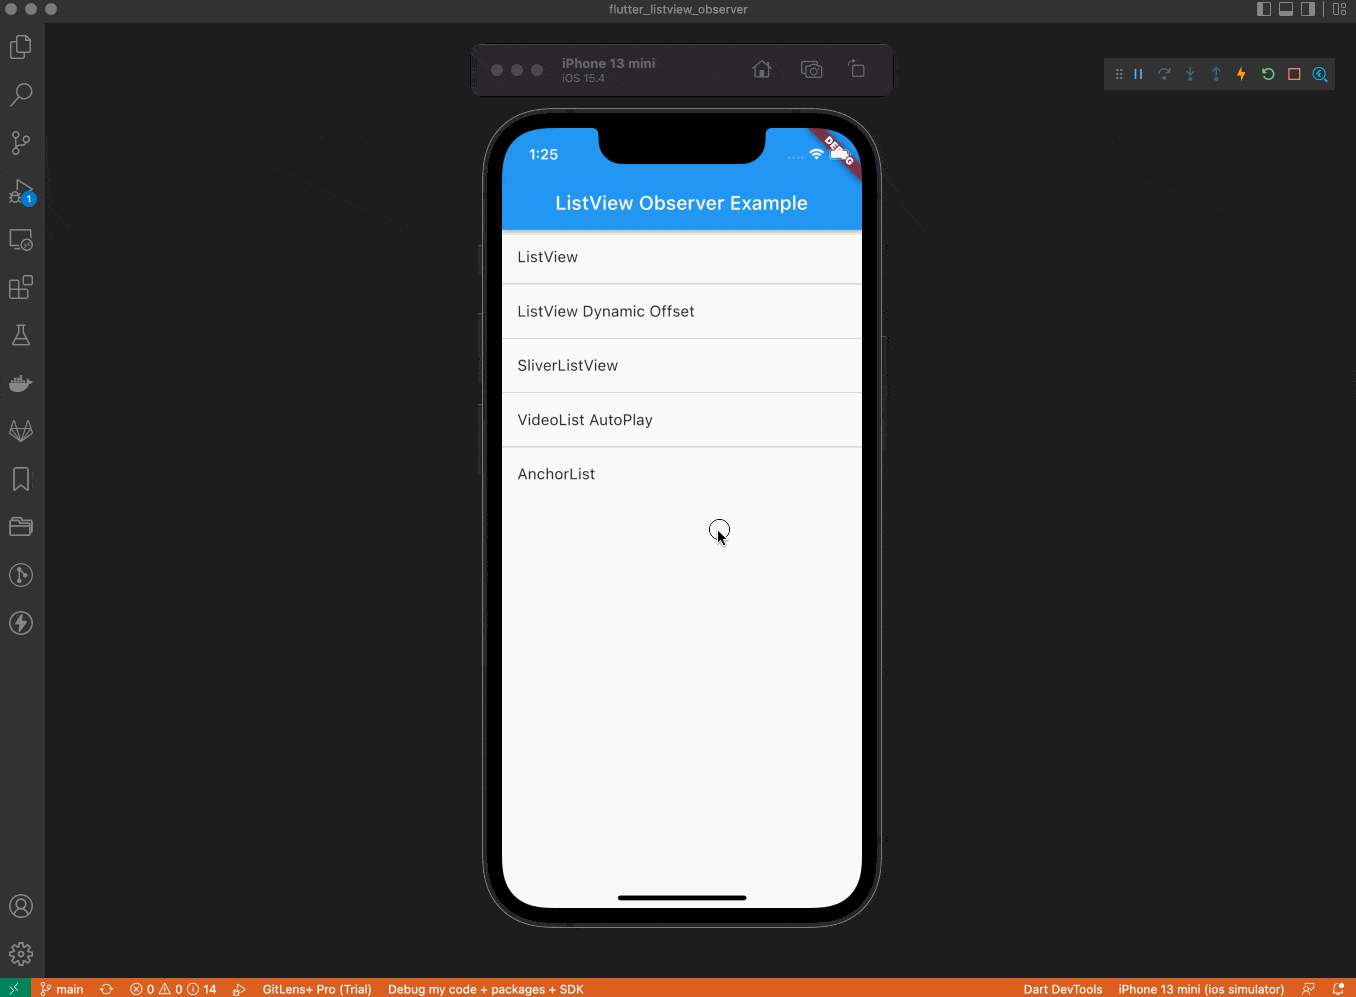 flutter_listview_observer
iPhone 13 mini
iOS 15.4
1:25
DEBUG
ListView Observer Example
ListView
ListView Dynamic Offset
SliverListView
VideoList AutoPlay
AnchorList
1
main
0 0 14
GitLens+ Pro (Trial)
Debug my code + packages + SDK
Dart DevTools
iPhone 13 mini (ios simulator)